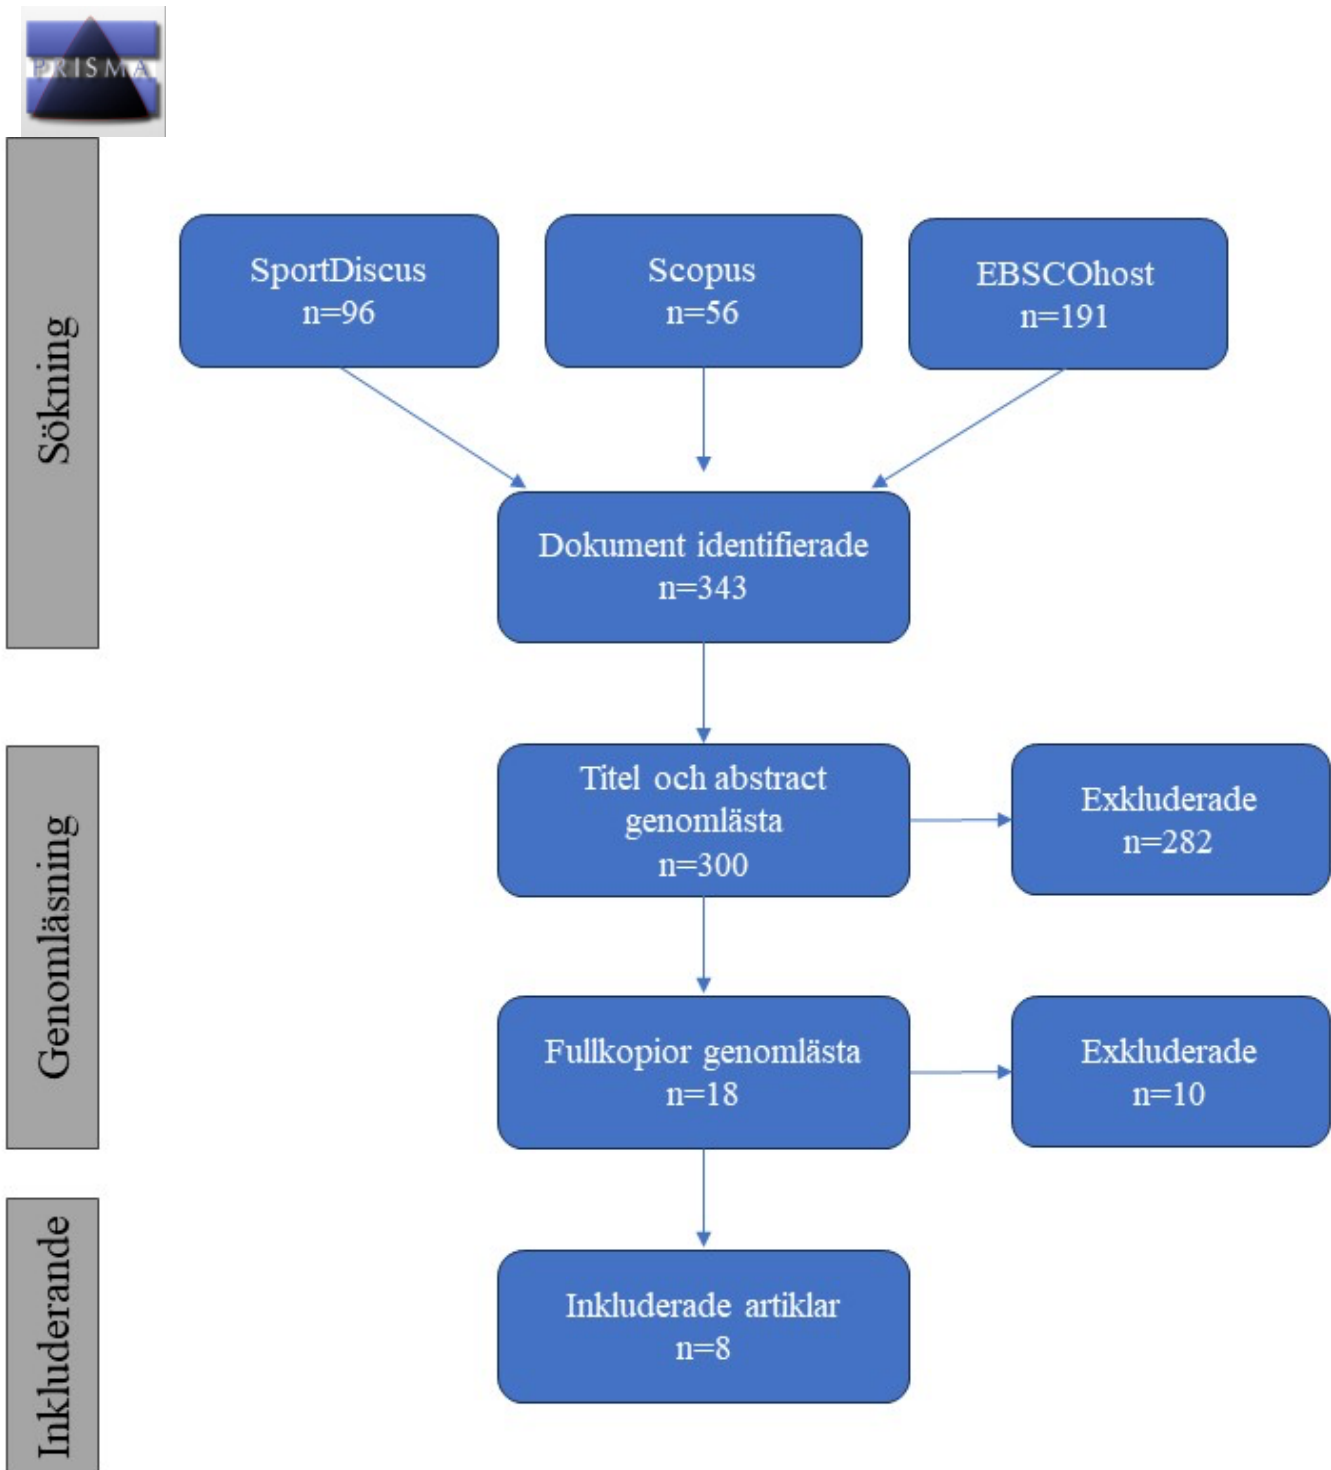 PRISMA
Sökning
SportDiscus
n=96
Scopus
n=56
EBSCOhost
n=191
Dokument identifierade
n=343
Genomläsning
Titel och abstract
genomlästa
n=300
Exkluderade
n=282
Fullkopior genomlästa
n=18
Exkluderade
n=10
Inkluderande
Inkluderade artiklar
n=8